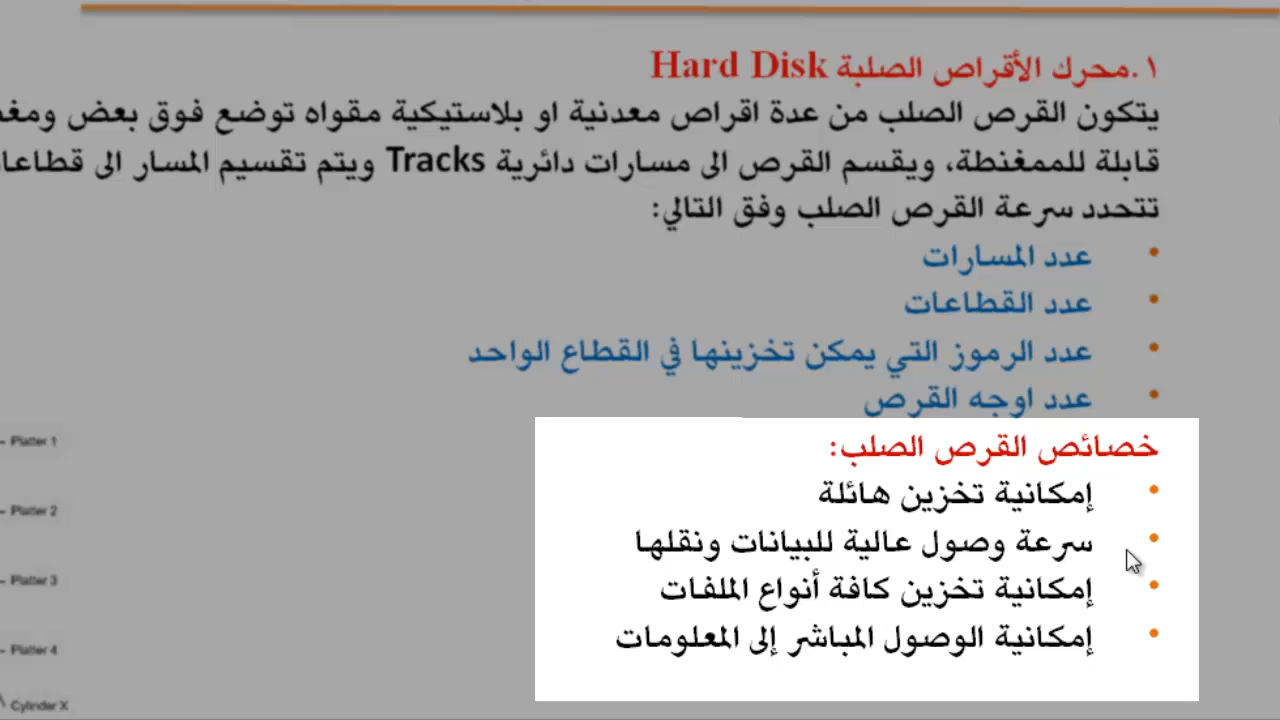 ١.محرك الأقراص الصلبة Hard Disk
يتكون القرص الصلب من عدة اقراص معدنية او بلاستيكية مقواه توضع فوق بعض
قابلة للممغنطة، ويقسم القرص الى مسارات دائرية Tracks ويتم تقسيم المسار الى
تتحدد سرعة القرص الصلب وفق التالي:
• عدد المسارات
• عدد القطاعات
• عدد الرموز التي يمكن تخزينها في القطاع الواحد
• عدد اوجه القرص
خصائص القرص الصلب:
• إمكانية تخزين هائلة
• سرعة وصول عالية للبيانات ونقلها
• إمكانية تخزين كافة أنواع الملفات
• إمكانية الوصول المباشر إلى المعلومات
Platter 1
Platter 2
Platter 3
Platter 4
Cylinder X